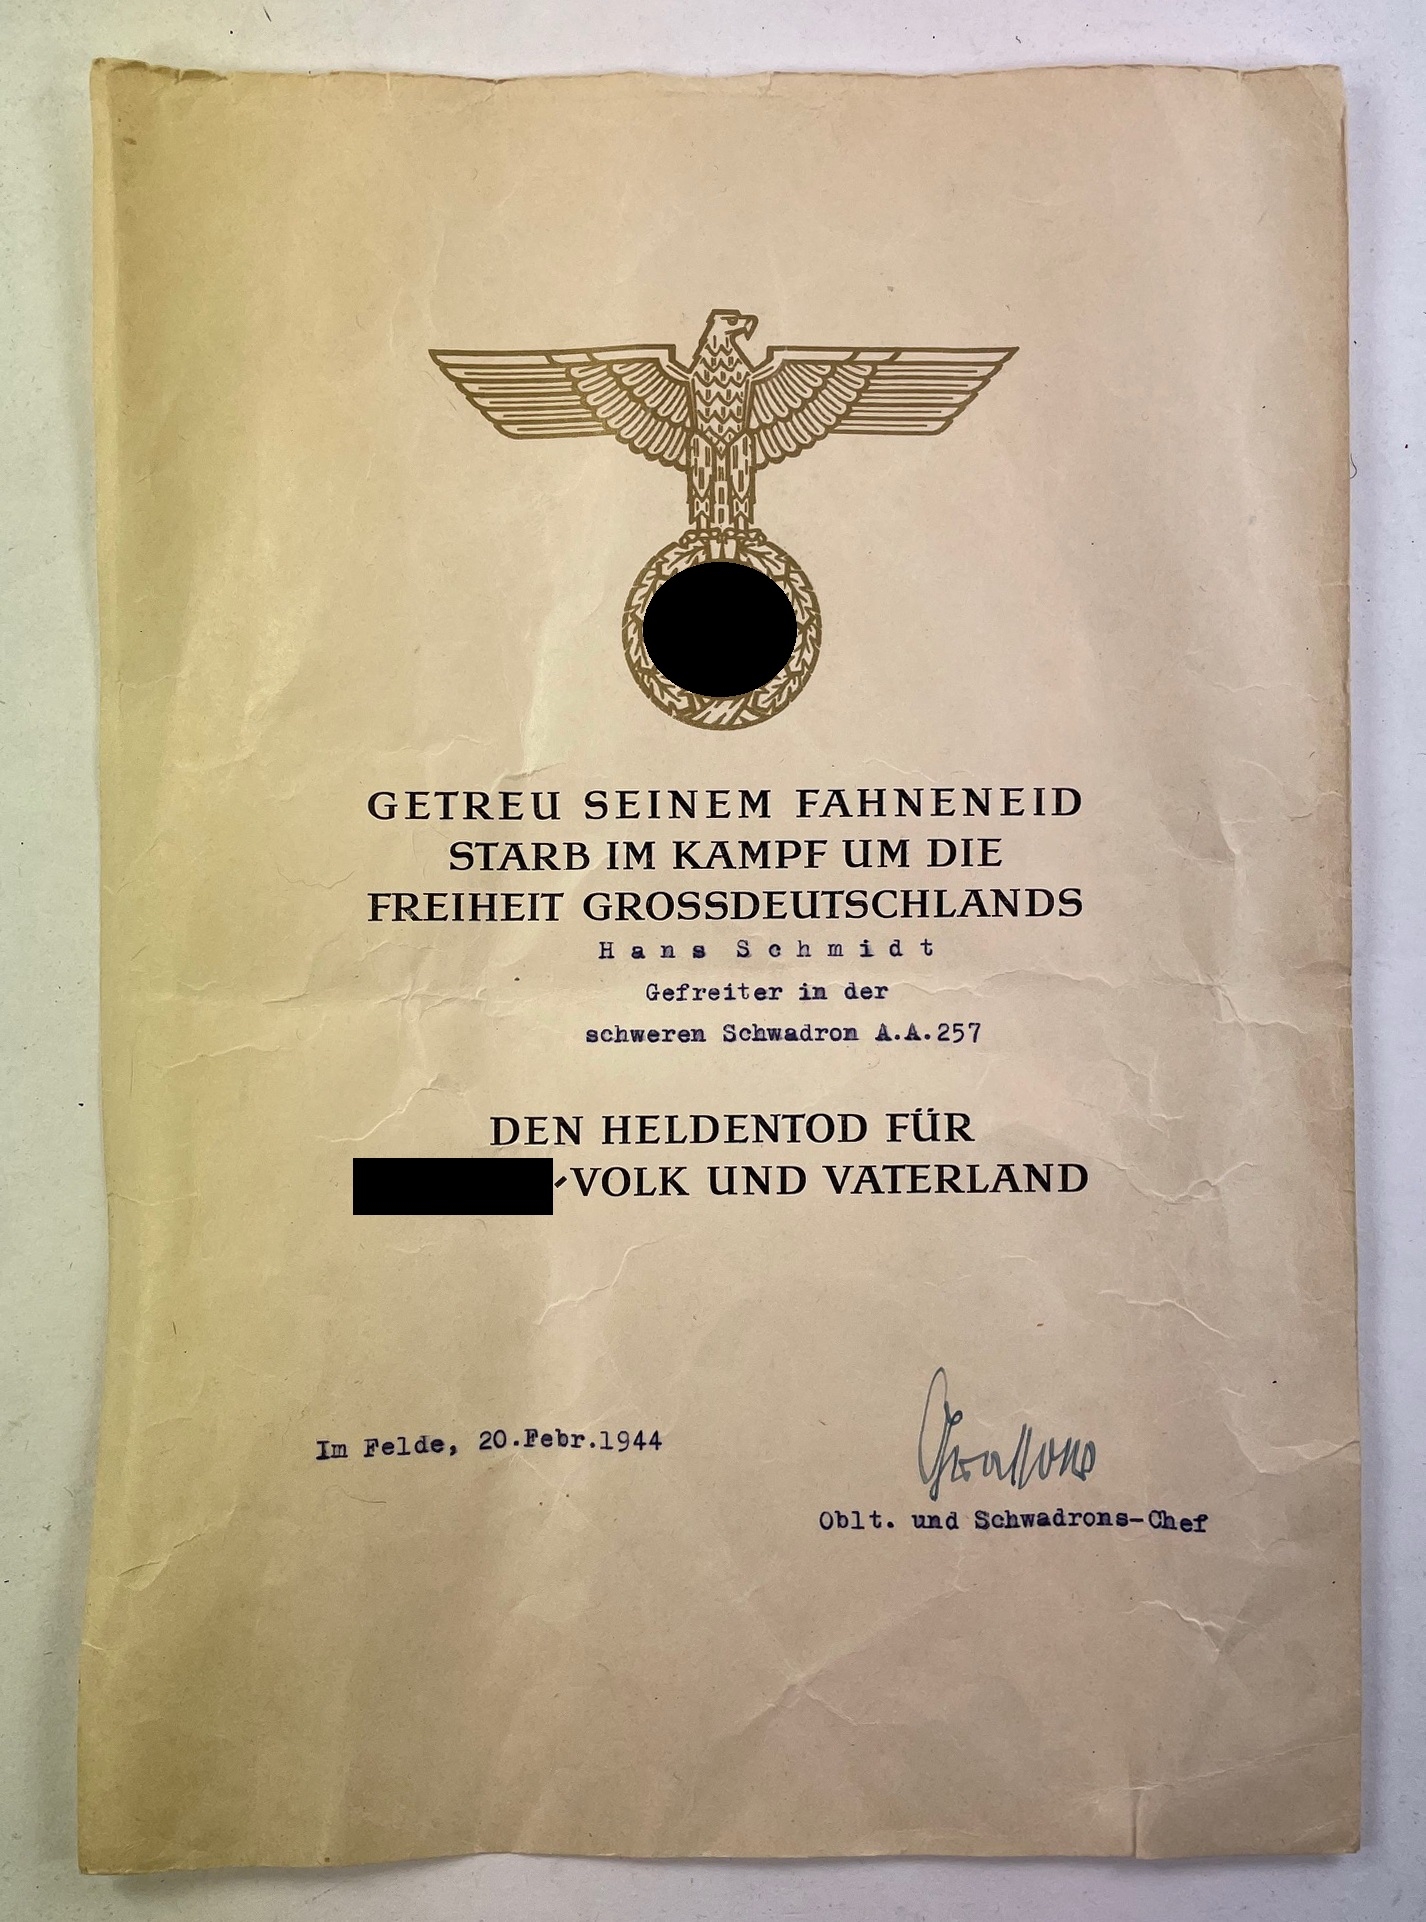 GETREU SEINEM FAHNENEID
STARB IM KAMPF UM DIE
FREIHEIT GROSSDEUTSCHLANDS
Hans Schmidt
Gefreiter in der
schweren Schwadron A.A.257
DEN HELDENTOD FÜR
VOLK UND VATERLAND
Im Felde, 20.Febr.1944
Oblt. und Schwadrons-Chef